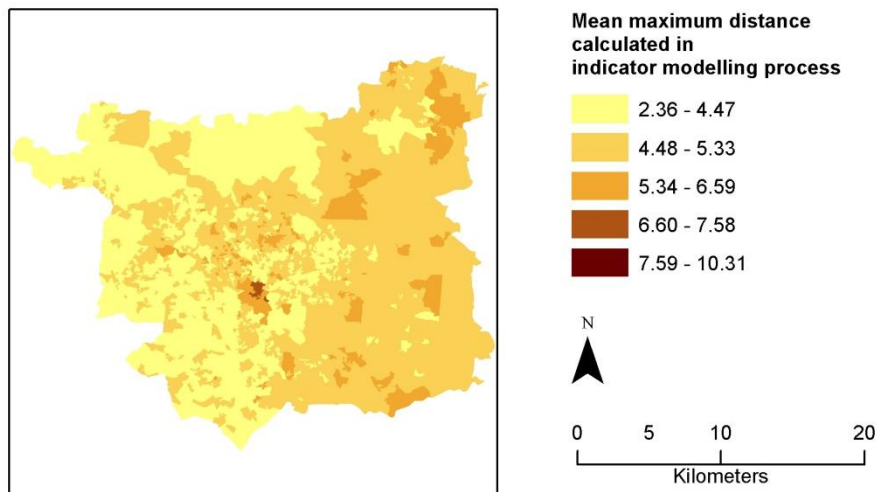 Mean maximum distance
calculated in
indicator modelling process
2.36 - 4.47
4.48 - 5.33
5.34 - 6.59
6.60 - 7.58
7.59 - 10.31
N
0 5 10 20
Kilometers